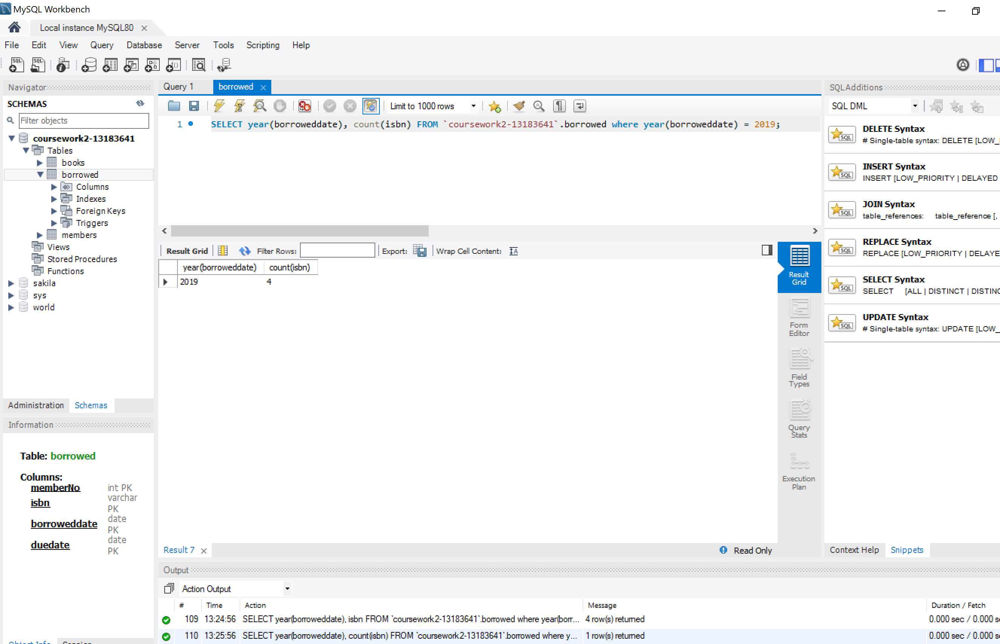 MySQL Workbench
Local instance MySQL80
File Edit View Query Database Server Tools Scripting Help
Navigator
SCHEMAS
Filter objects
coursework2-13183641
Tables
books
borrowed
Columns
Indexes
Foreign Keys
Triggers
members
Views
Stored Procedures
Functions
sakila
sys
world
Administration Schemas
Information
Table: borrowed
Columns:
memberNo int PK
isbn varchar PK
borroweddate date PK
duedate date PK
Query 1 borrowed
Limit to 1000 rows
1 SELECT year(borroweddate), count(isbn) FROM `coursework2-13183641`.borrowed where year(borroweddate) = 2019;
Result Grid Filter Rows: Export: Wrap Cell Content:
year(borroweddate) count(isbn)
2019 4
Result Grid
Form Editor
Field Types
Query Stats
Execution Plan
Result 7 Read Only
SQLAdditions
SQL DML
DELETE Syntax
# Single-table syntax: DELETE [LOW_
INSERT Syntax
INSERT [LOW_PRIORITY | DELAYED
JOIN Syntax
table_references: table_reference [,
REPLACE Syntax
REPLACE [LOW_PRIORITY | DELAYE
SELECT Syntax
SELECT [ALL | DISTINCT | DISTINC
UPDATE Syntax
# Single-table syntax: UPDATE [LOW_
Context Help Snippets
Output
Action Output
# Time Action Message Duration / Fetch
109 13:24:56 SELECT year(borroweddate), isbn FROM `coursework2-13183641`.borrowed where year(borr... 4 row(s) returned 0.000 sec / 0.000 s
110 13:25:56 SELECT year(borroweddate), count(isbn) FROM `coursework2-13183641`.borrowed where y... 1 row(s) returned 0.000 sec / 0.000 s